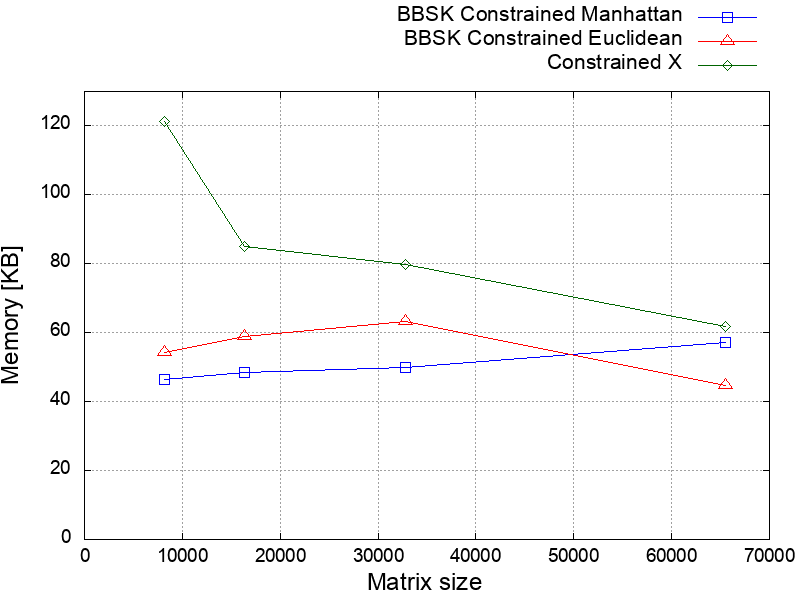 BBSK Constrained Manhattan
BBSK Constrained Euclidean
Constrained X
120
100
80
60
40
20
0
Memory [KB]
0 10000 20000 30000 40000 50000 60000 70000
Matrix size